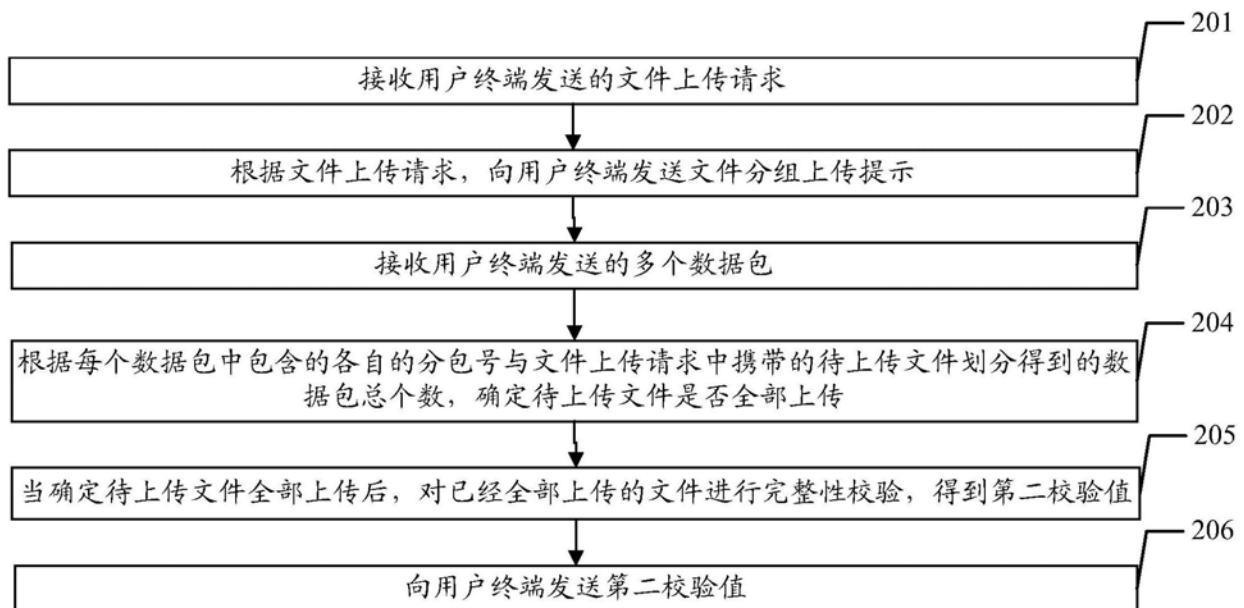 201
接收用户终端发送的文件上传请求
202
根据文件上传请求，向用户终端发送文件分组上传提示
203
接收用户终端发送的多个数据包
204
根据每个数据包中包含的各自的分包号与文件上传请求中携带的待上传文件划分得到的数
据包总个数，确定待上传文件是否全部上传
205
当确定待上传文件全部上传后，对已经全部上传的文件进行完整性校验，得到第二校验值
206
向用户终端发送第二校验值